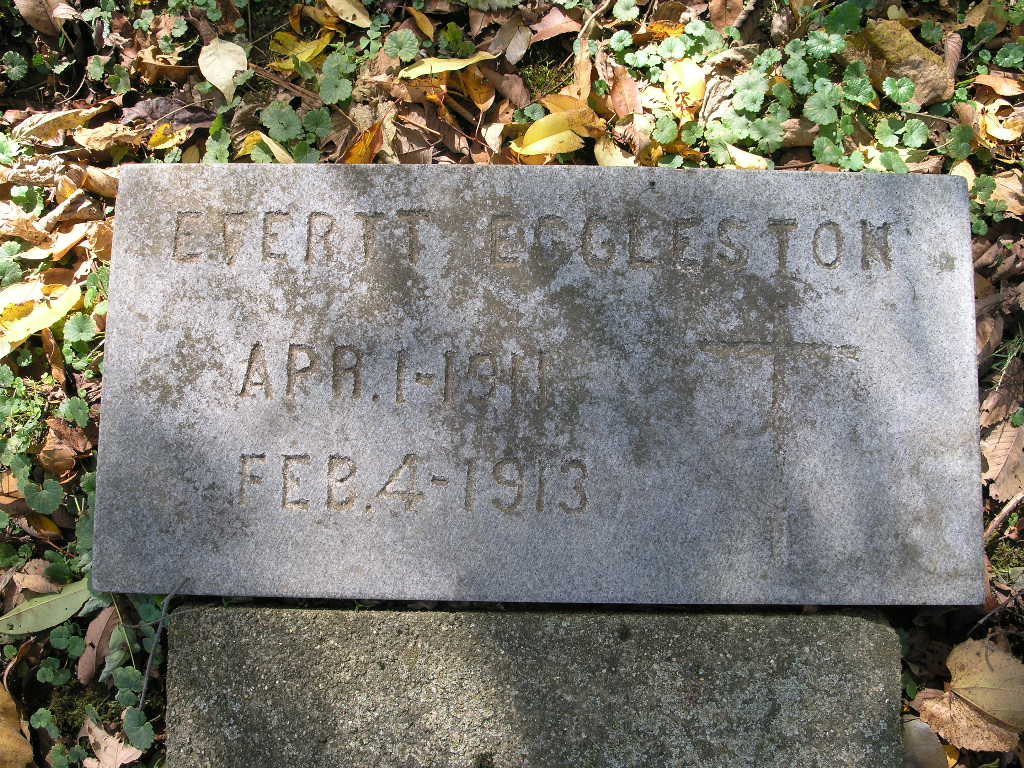 EVERTT EGGLESTON
APR. 1-1911
FEB. 4-1913